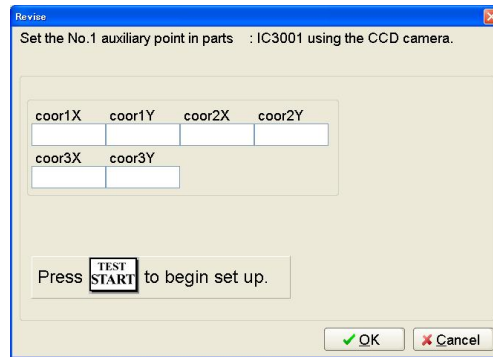 Revise
Set the No.1 auxiliary point in parts : IC3001 using the CCD camera.
coor1X coor1Y coor2X coor2Y
coor3X coor3Y
Press TEST START to begin set up.
OK Cancel